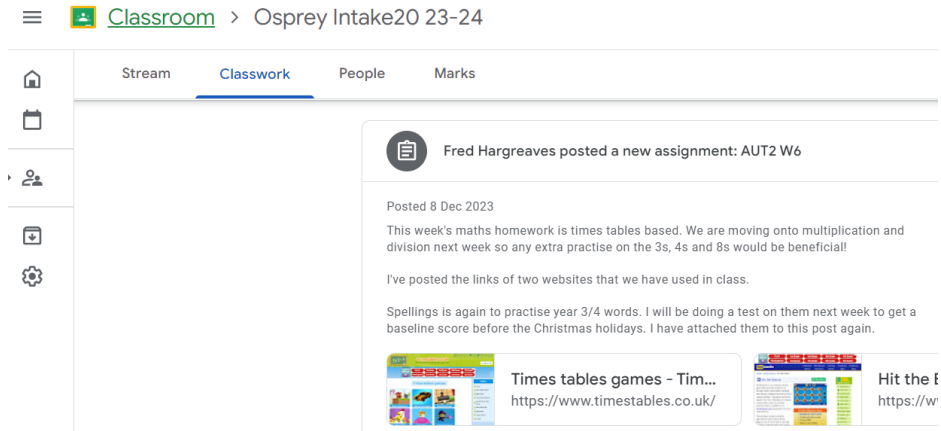 Classroom > Osprey Intake20 23-24
Stream Classwork People Marks
Fred Hargreaves posted a new assignment: AUT2 W6
Posted 8 Dec 2023
This week's maths homework is times tables based. We are moving onto multiplication and
division next week so any extra practise on the 3s, 4s and 8s would be beneficial!
I've posted the links of two websites that we have used in class.
Spellings is again to practise year 3/4 words. I will be doing a test on them next week to get a
baseline score before the Christmas holidays. I have attached them to this post again.
Times tables games - Tim...
https://www.timestables.co.uk/
Hit the
https://w